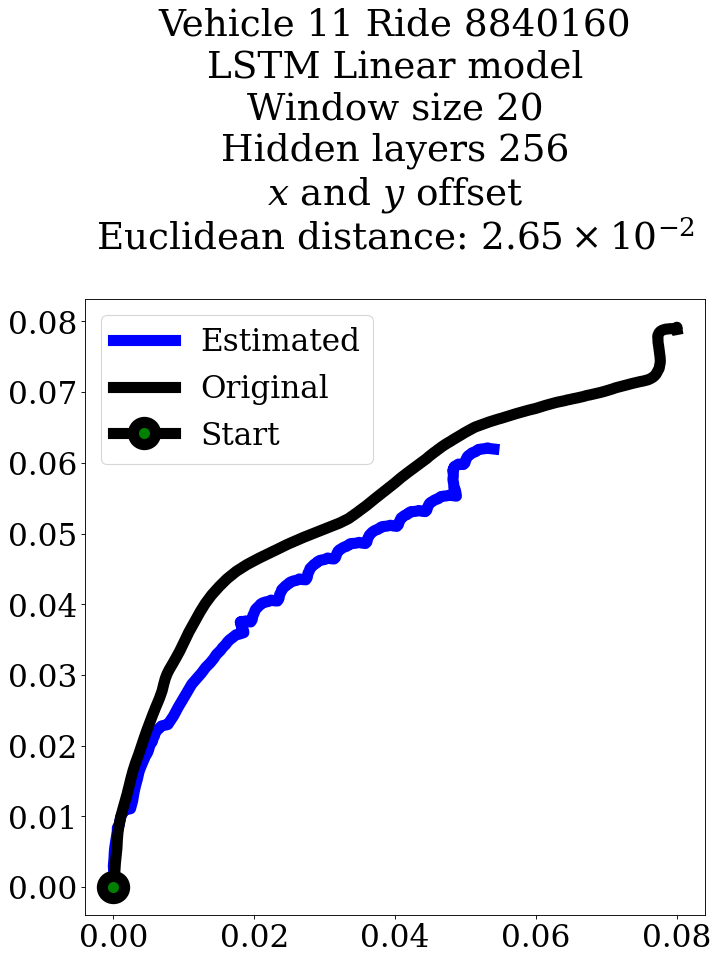 Vehicle 11 Ride 8840160
LSTM Linear model
Window size 20
Hidden layers 256
x and y offset
Euclidean distance: 2.65 × 10⁻²
Estimated
Original
Start
0.08
0.07
0.06
0.05
0.04
0.03
0.02
0.01
0.00
0.00 0.02 0.04 0.06 0.08